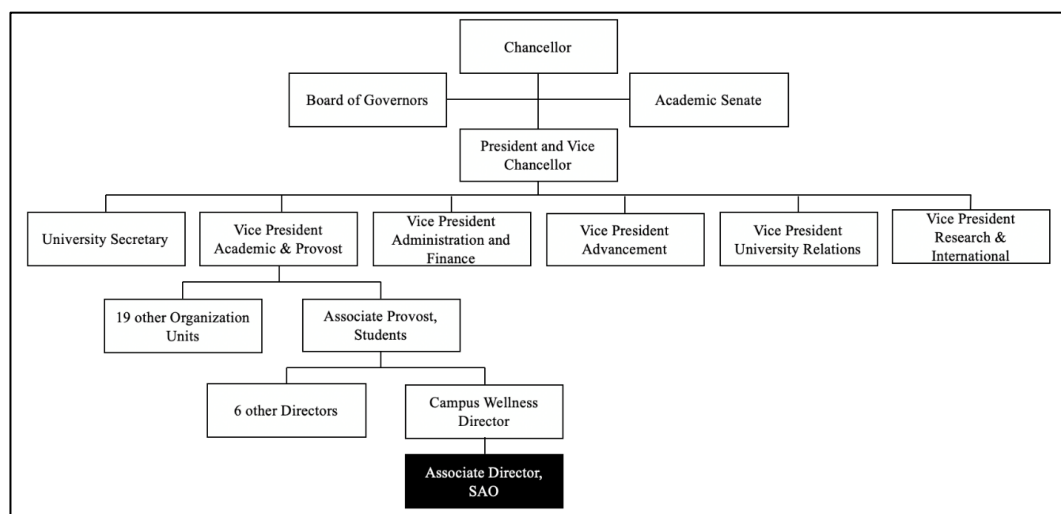 Chancellor
Board of Governors
Academic Senate
President and Vice
Chancellor
University Secretary
Vice President
Academic & Provost
Vice President
Administration and
Finance
Vice President
Advancement
Vice President
University Relations
Vice President
Research &
International
19 other Organization
Units
Associate Provost,
Students
6 other Directors
Campus Wellness
Director
Associate Director,
SAO